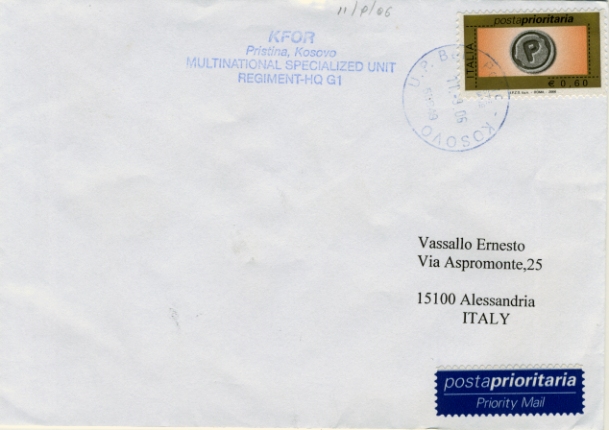 11/8/06
KFOR
Pristina, Kosovo
MULTINATIONAL SPECIALIZED UNIT
REGIMENT-HQ G1
postaprioritaria
ITALIA
P
€ 0,60
U.P.B.
KOSOVO
Vassallo Ernesto
Via Aspromonte,25
15100 Alessandria
ITALY
postaprioritaria
Priority Mail